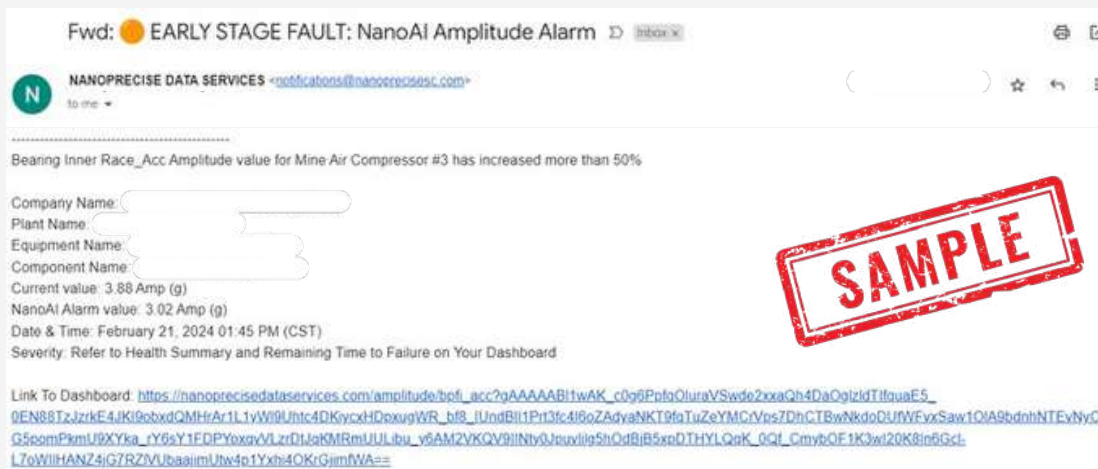 Fwd: 🟠 EARLY STAGE FAULT: NanoAI Amplitude Alarm Inbox x
N
NANOPRECISE DATA SERVICES <notifications@nanoprecisesc.com>
to me
----------------------------------------------
Bearing Inner Race_Acc Amplitude value for Mine Air Compressor #3 has increased more than 50%
Company Name:
Plant Name:
Equipment Name:
Component Name:
Current value: 3.88 Amp (g)
NanoAI Alarm value: 3.02 Amp (g)
Date & Time: February 21, 2024 01:45 PM (CST)
Severity: Refer to Health Summary and Remaining Time to Failure on Your Dashboard
SAMPLE
Link To Dashboard: